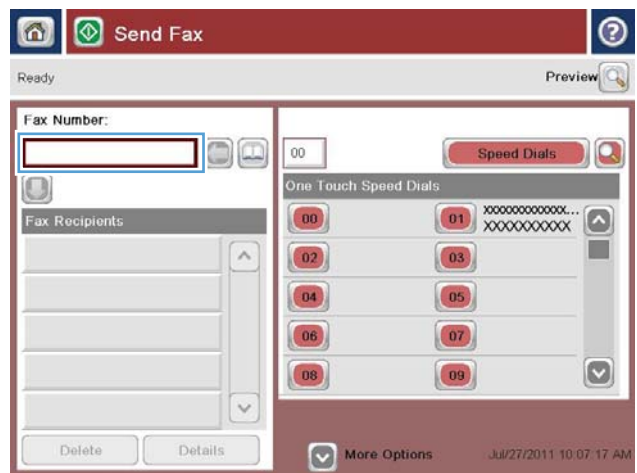 Send Fax
Ready
Preview
Fax Number:
00
Speed Dials
One Touch Speed Dials
Fax Recipients
00
01
XXXXXXXXXXXX...
XXXXXXXXXX
02
03
04
05
06
07
08
09
Delete
Details
More Options
Jul/27/2011 10:07:17 AM